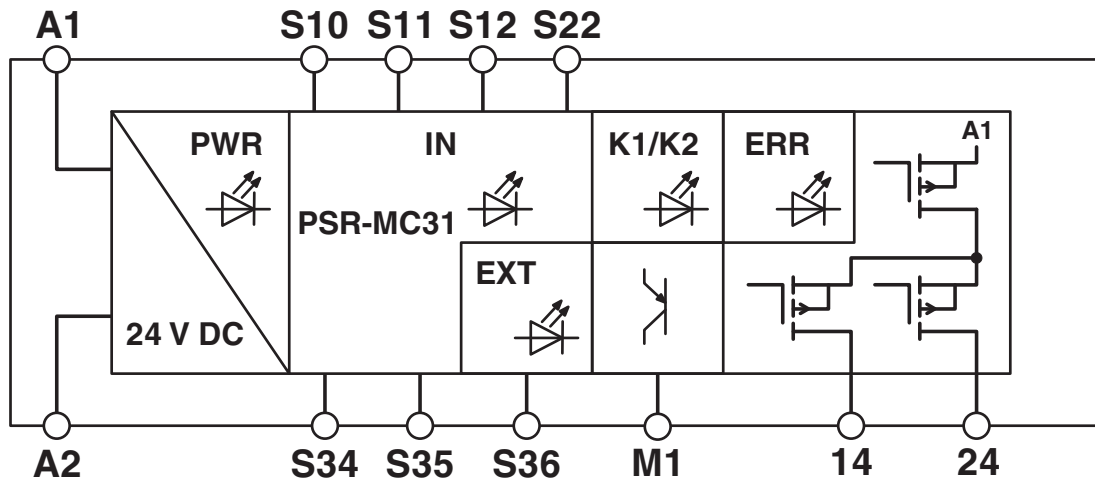 A1 S10 S11 S12 S22
PWR IN K1/K2 ERR A1
PSR-MC31
EXT
24 V DC
A2 S34 S35 S36 M1 14 24